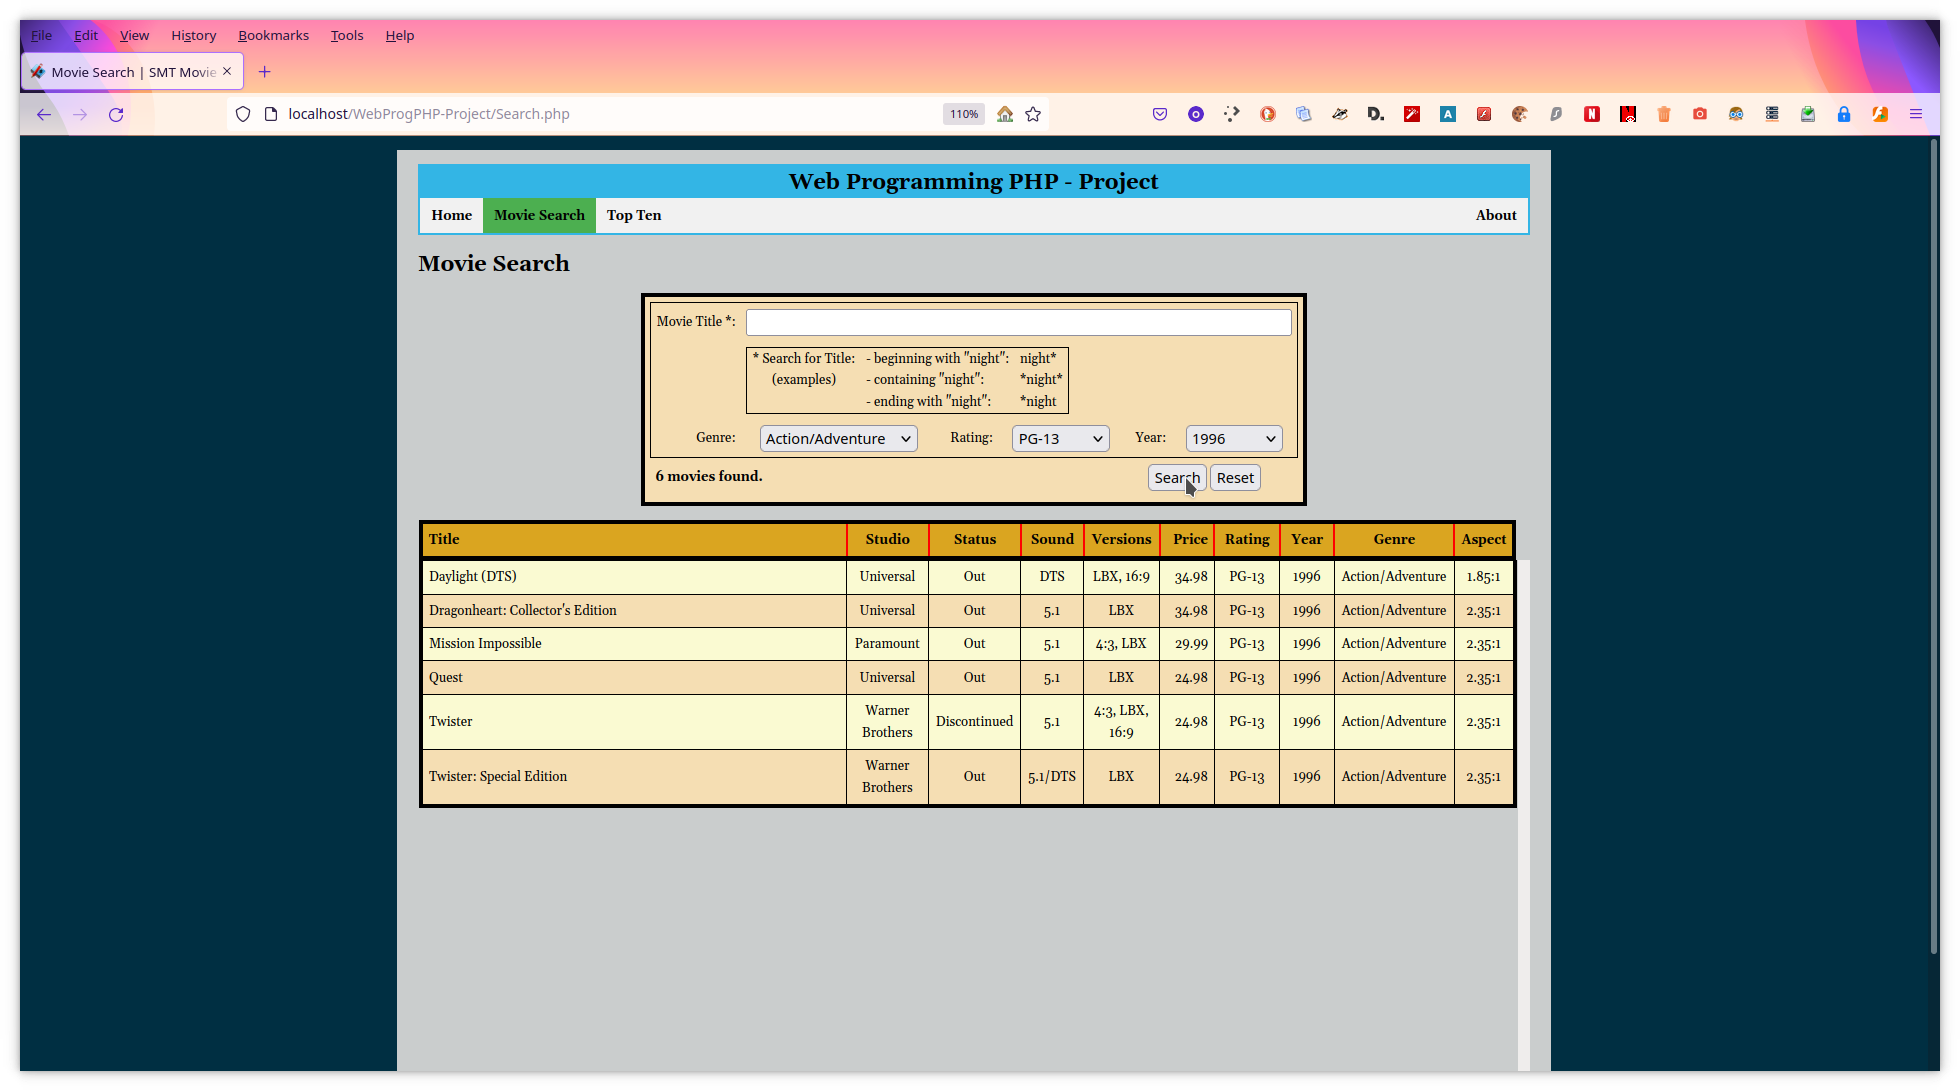 File Edit View History Bookmarks Tools Help
Movie Search | SMT Movie
localhost/WebProgPHP-Project/Search.php 110%
Web Programming PHP - Project
Home Movie Search Top Ten About
Movie Search
Movie Title *:
* Search for Title: - beginning with "night": night*
(examples) - containing "night": *night*
- ending with "night": *night
Genre: Action/Adventure Rating: PG-13 Year: 1996
6 movies found. Search Reset
Title Studio Status Sound Versions Price Rating Year Genre Aspect
Daylight (DTS) Universal Out DTS LBX, 16:9 34.98 PG-13 1996 Action/Adventure 1.85:1
Dragonheart: Collector's Edition Universal Out 5.1 LBX 34.98 PG-13 1996 Action/Adventure 2.35:1
Mission Impossible Paramount Out 5.1 4:3, LBX 29.99 PG-13 1996 Action/Adventure 2.35:1
Quest Universal Out 5.1 LBX 24.98 PG-13 1996 Action/Adventure 2.35:1
Twister Warner Brothers Discontinued 5.1 4:3, LBX, 16:9 24.98 PG-13 1996 Action/Adventure 2.35:1
Twister: Special Edition Warner Brothers Out 5.1/DTS LBX 24.98 PG-13 1996 Action/Adventure 2.35:1